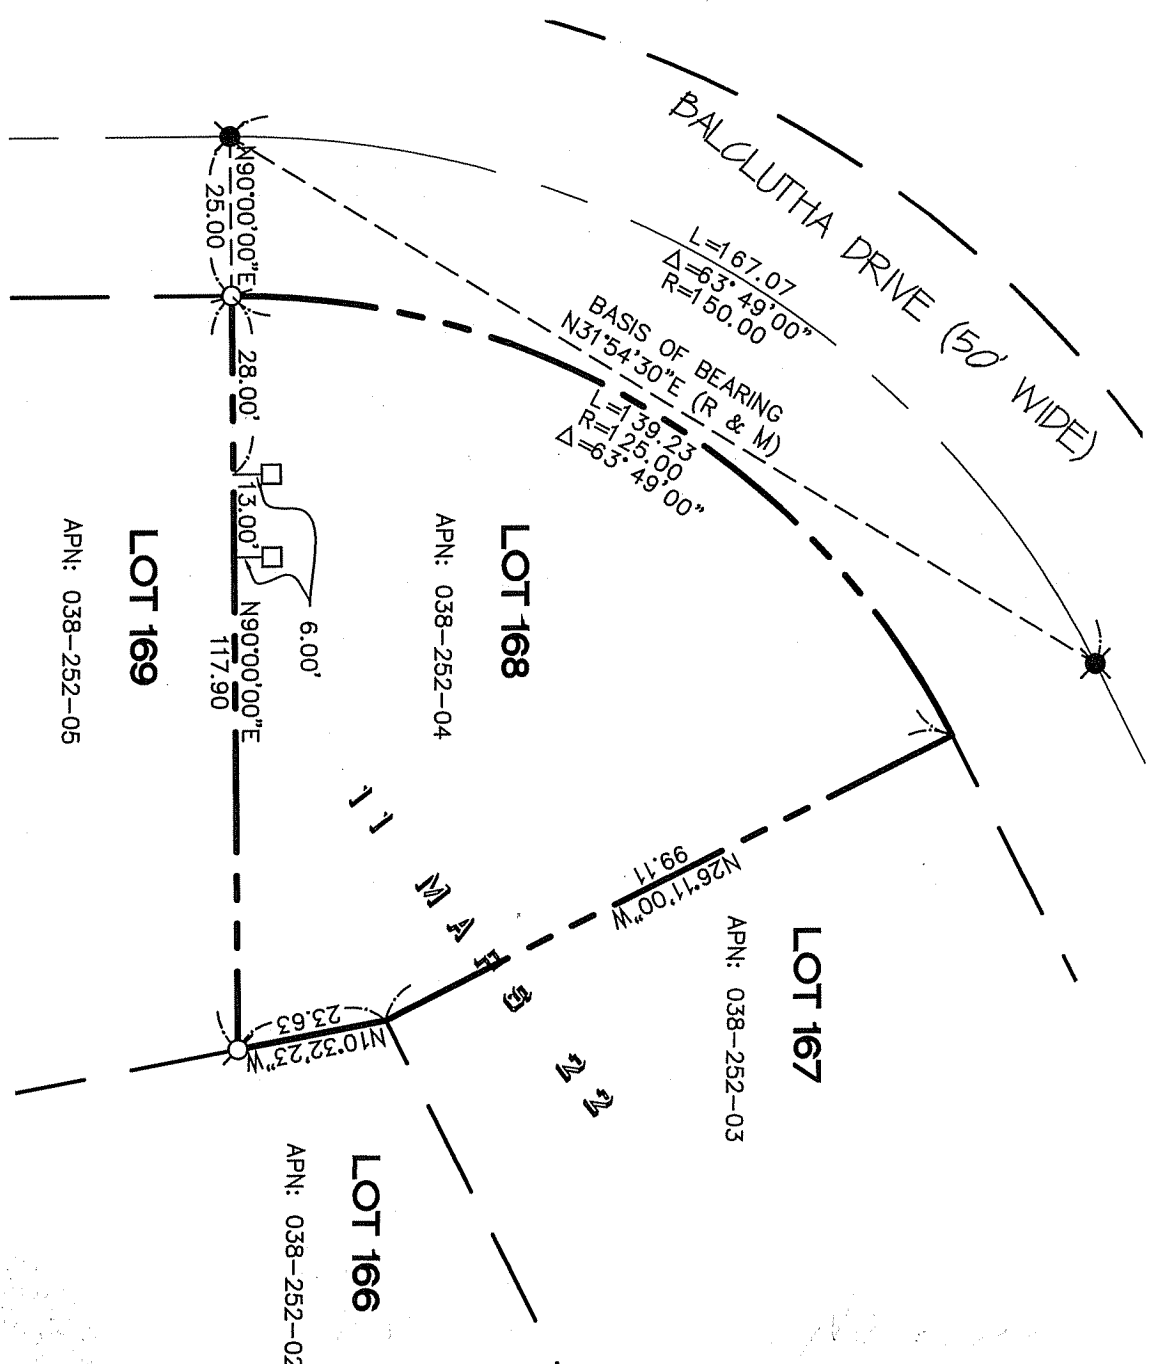 BALCLUTHA DRIVE (50' WIDE)
L=167.07
Δ=63°49'00"
R=150.00
BASIS OF BEARING
N31°54'30"E (R & M)
L=139.23
R=125.00
Δ=63°49'00"
N90°00'00"E
25.00
28.00'
13.00'
6.00'
N90°00'00"E
117.90
LOT 168
APN: 038-252-04
LOT 169
APN: 038-252-05
11 MAR 22
99.11
N26°11'00"W
23.63
N10°32'23"W
LOT 167
APN: 038-252-03
LOT 166
APN: 038-252-02